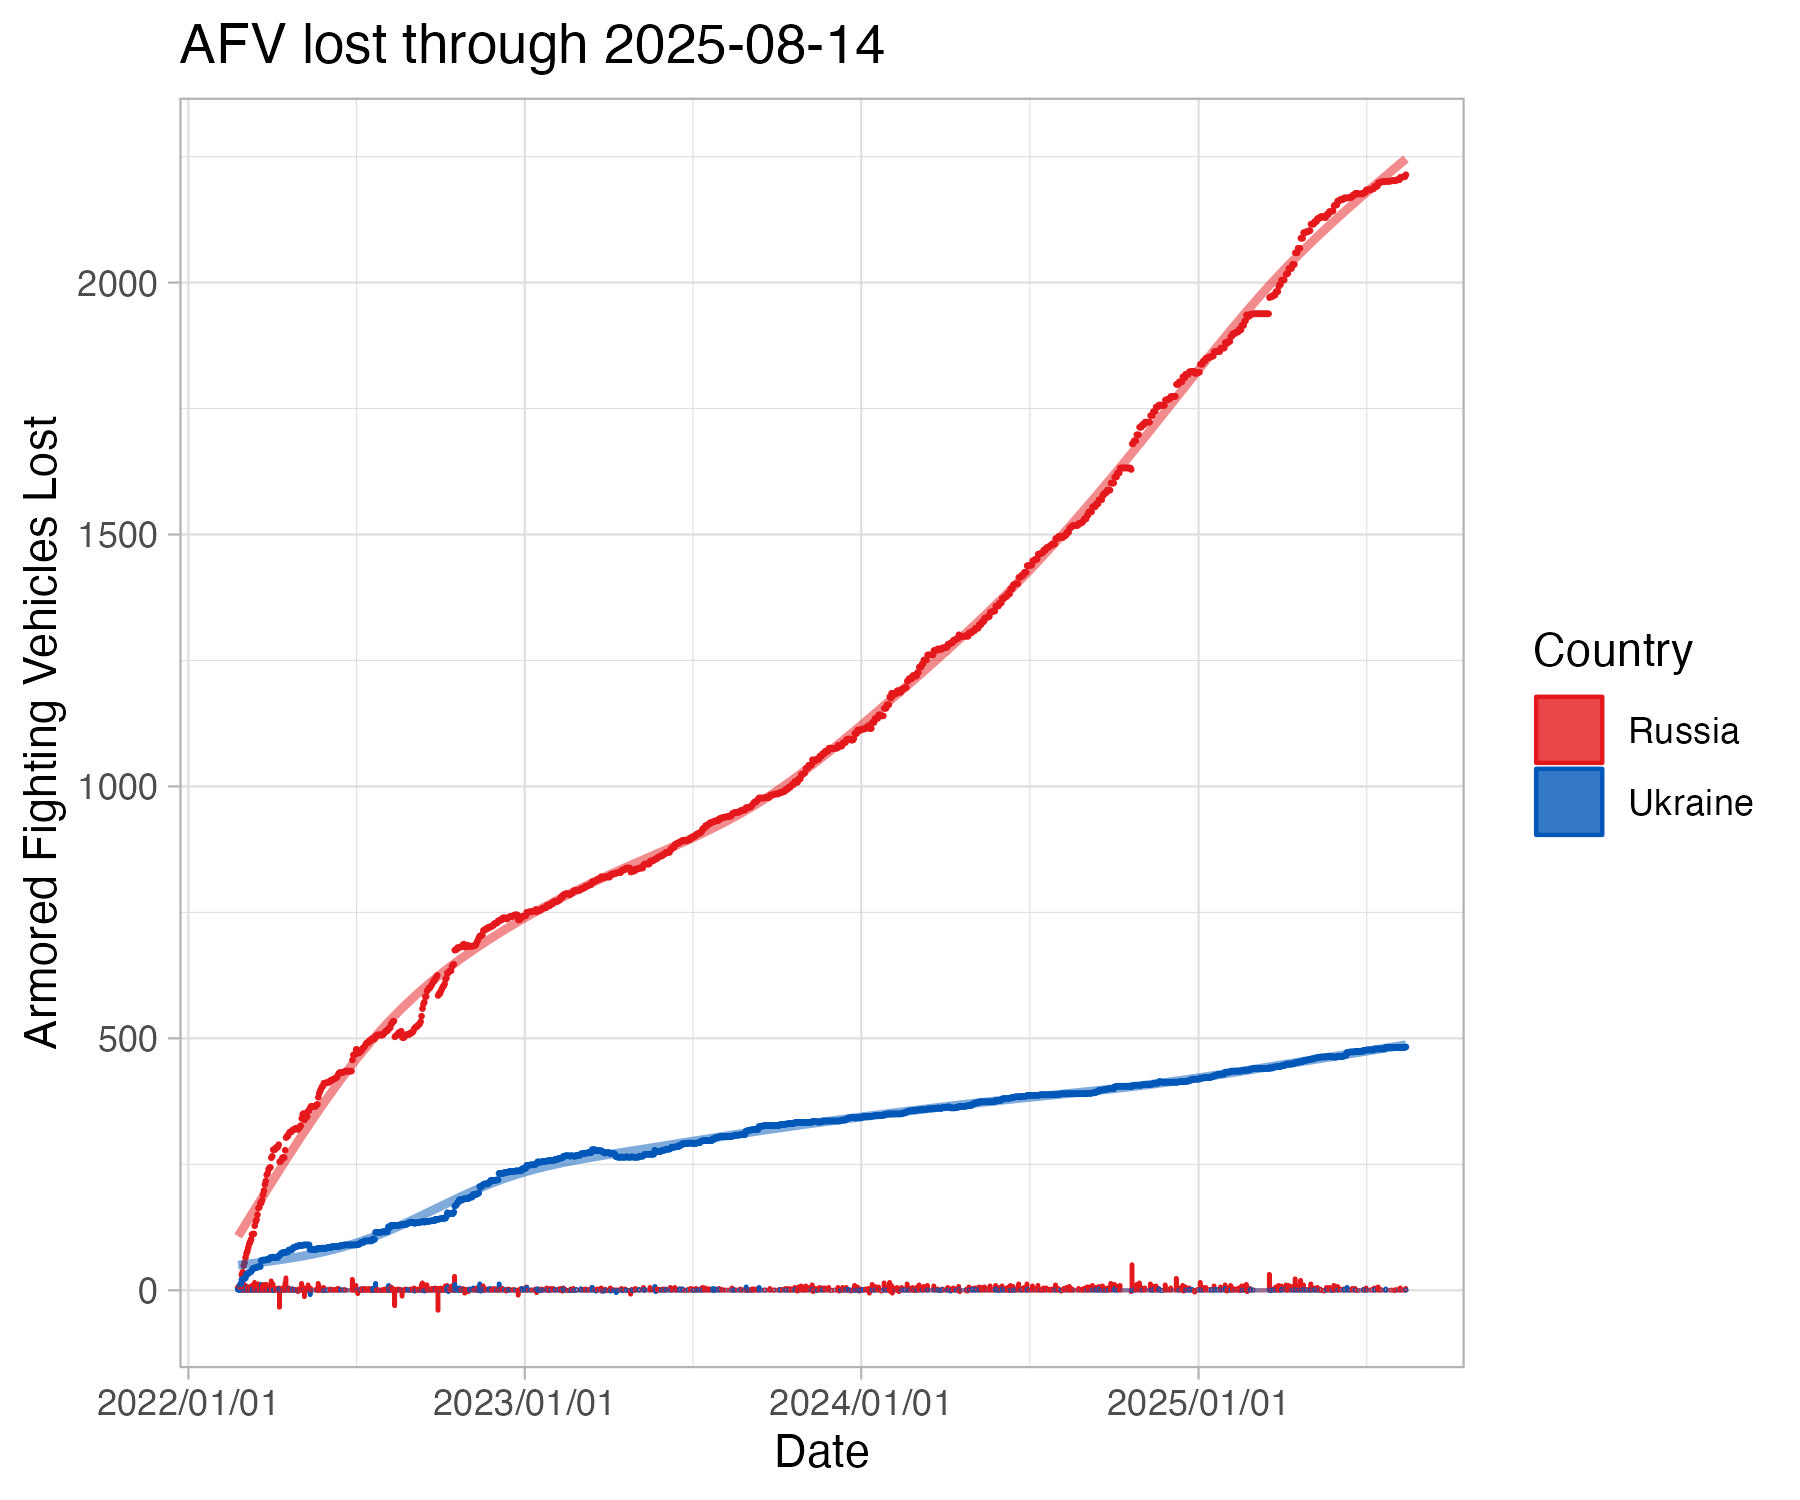 AFV lost through 2025-08-14
Armored Fighting Vehicles Lost
2000
1500
1000
500
0
2022/01/01
2023/01/01
2024/01/01
2025/01/01
Date
Country
Russia
Ukraine